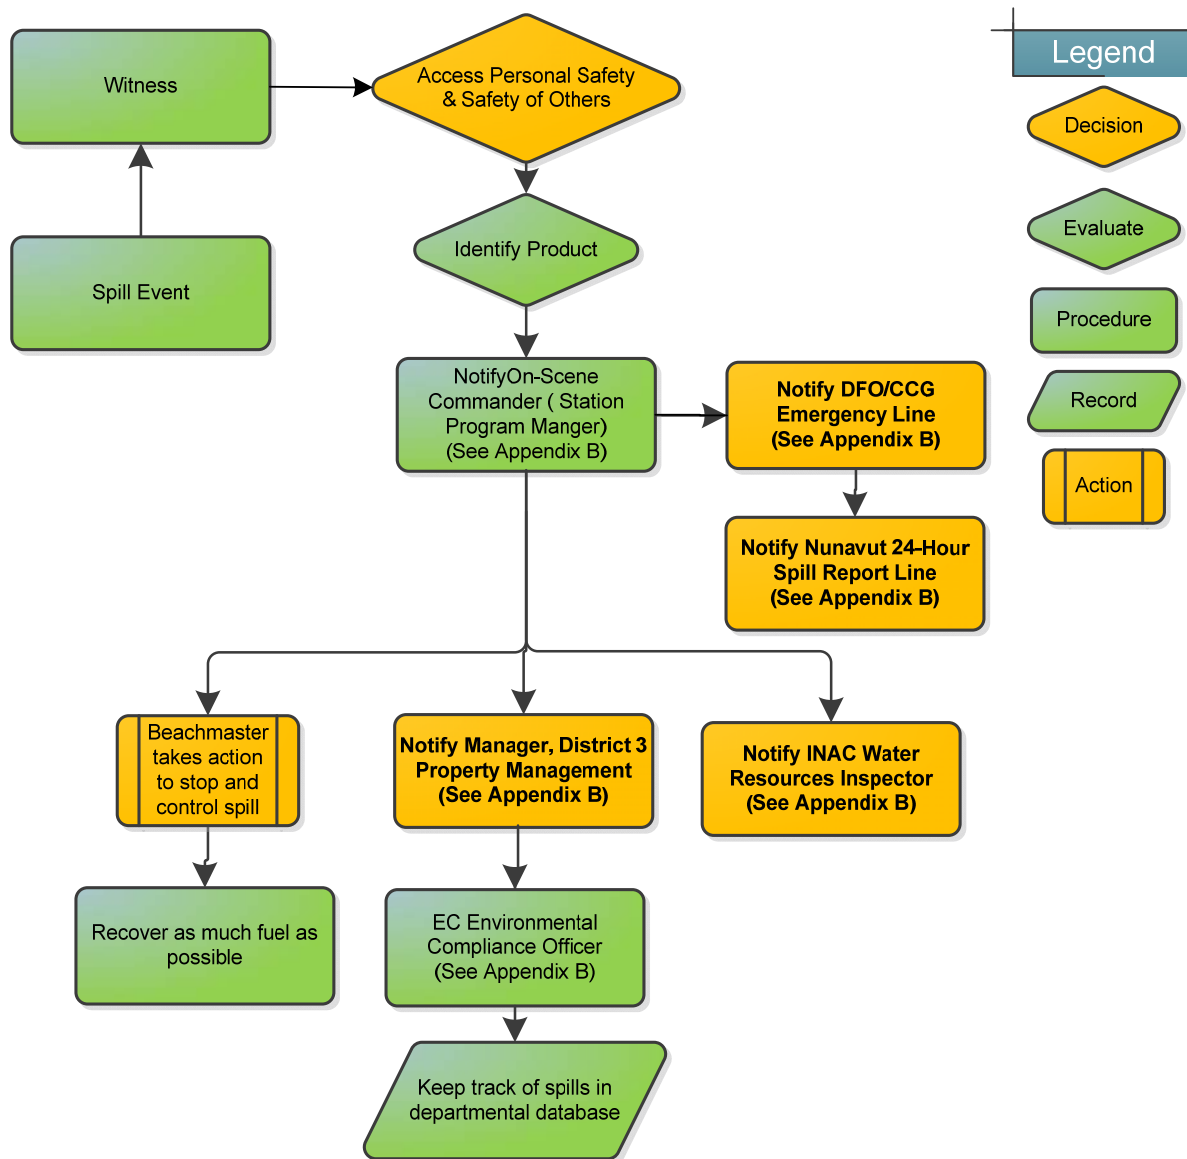 Witness
Access Personal Safety
& Safety of Others
Legend
Decision
Spill Event
Identify Product
Evaluate
Procedure
NotifyOn-Scene
Commander ( Station
Program Manger)
(See Appendix B)
Notify DFO/CCG
Emergency Line
(See Appendix B)
Record
Action
Notify Nunavut 24-Hour
Spill Report Line
(See Appendix B)
Beachmaster
takes action
to stop and
control spill
Notify Manager, District 3
Property Management
(See Appendix B)
Notify INAC Water
Resources Inspector
(See Appendix B)
Recover as much fuel as
possible
EC Environmental
Compliance Officer
(See Appendix B)
Keep track of spills in
departmental database